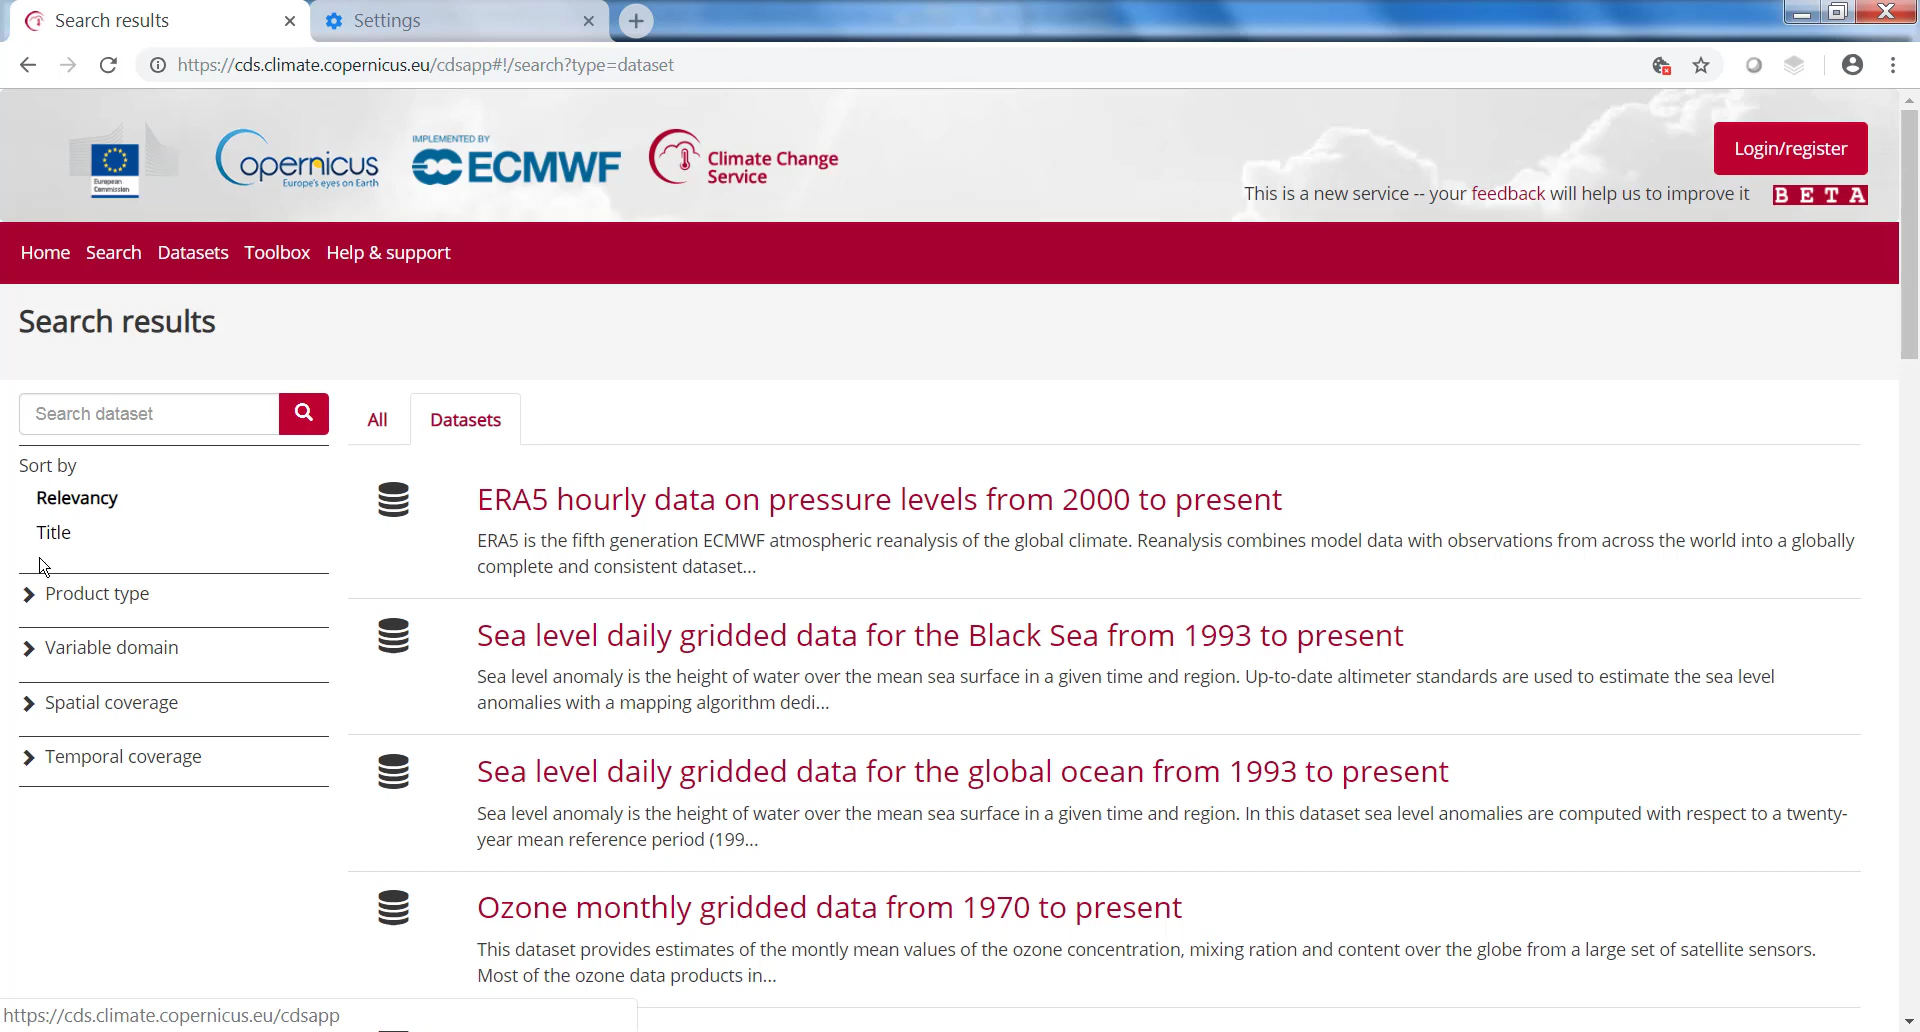 Search results
Settings
https://cds.climate.copernicus.eu/cdsapp#!/search?type=dataset
European
Commission
opernicus
Europe's eyes on Earth
IMPLEMENTED BY
ECMWF
Climate Change
Service
Login/register
This is a new service -- your feedback will help us to improve it
BETA
Home Search Datasets Toolbox Help & support
Search results
Search dataset
All Datasets
Sort by
Relevancy
Title
Product type
Variable domain
Spatial coverage
Temporal coverage
ERA5 hourly data on pressure levels from 2000 to present
ERA5 is the fifth generation ECMWF atmospheric reanalysis of the global climate. Reanalysis combines model data with observations from across the world into a globally
complete and consistent dataset...
Sea level daily gridded data for the Black Sea from 1993 to present
Sea level anomaly is the height of water over the mean sea surface in a given time and region. Up-to-date altimeter standards are used to estimate the sea level
anomalies with a mapping algorithm dedi...
Sea level daily gridded data for the global ocean from 1993 to present
Sea level anomaly is the height of water over the mean sea surface in a given time and region. In this dataset sea level anomalies are computed with respect to a twenty-
year mean reference period (199...
Ozone monthly gridded data from 1970 to present
This dataset provides estimates of the montly mean values of the ozone concentration, mixing ration and content over the globe from a large set of satellite sensors.
Most of the ozone data products in...
https://cds.climate.copernicus.eu/cdsapp